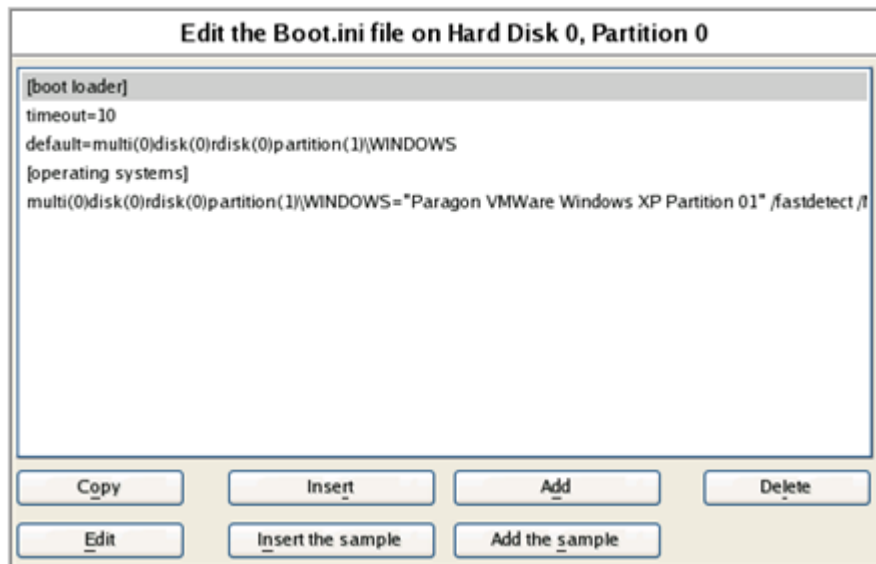 Edit the Boot.ini file on Hard Disk 0, Partition 0
[boot loader]
timeout=10
default=multi(0)disk(0)rdisk(0)partition(1)\WINDOWS
[operating systems]
multi(0)disk(0)rdisk(0)partition(1)\WINDOWS="Paragon VMWare Windows XP Partition 01" /fastdetect
Copy Insert Add Delete
Edit Insert the sample Add the sample